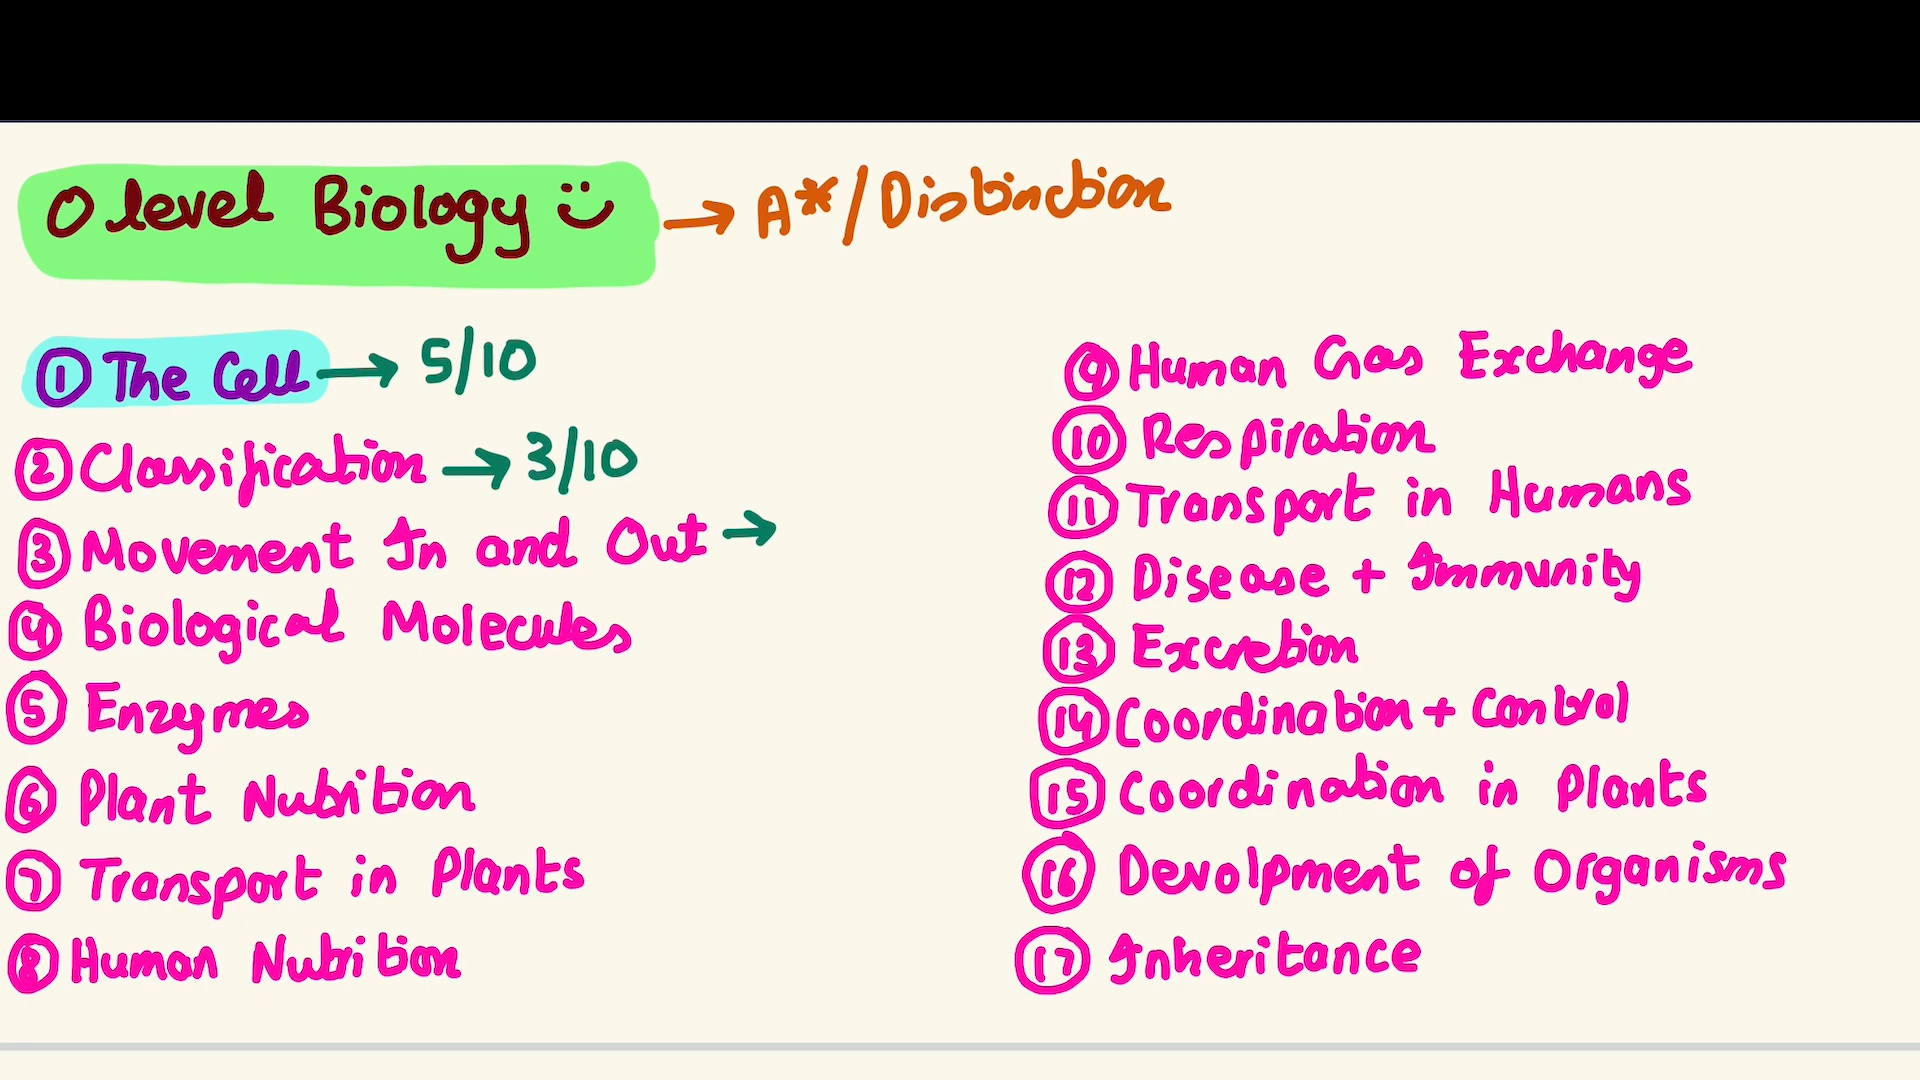 O level Biology → A*/Distinction
① The Cell → 5/10
② Classification → 3/10
③ Movement In and Out →
④ Biological Molecules
⑤ Enzymes
⑥ Plant Nutrition
⑦ Transport in Plants
⑧ Human Nutrition
⑨ Human Gas Exchange
⑩ Respiration
⑪ Transport in Humans
⑫ Disease + Immunity
⑬ Excretion
⑭ Coordination + Control
⑮ Coordination in Plants
⑯ Devolpment of Organisms
⑰ Inheritance